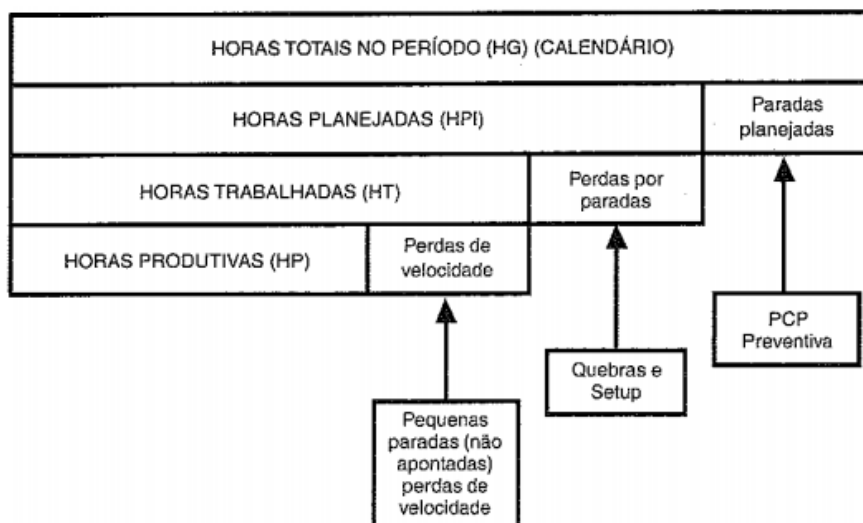 HORAS TOTAIS NO PERÍODO (HG) (CALENDÁRIO)
HORAS PLANEJADAS (HPI)
Paradas
planejadas
HORAS TRABALHADAS (HT)
Perdas por
paradas
HORAS PRODUTIVAS (HP)
Perdas de
velocidade
PCP
Preventiva
Quebras e
Setup
Pequenas
paradas (não
apontadas)
perdas de
velocidade